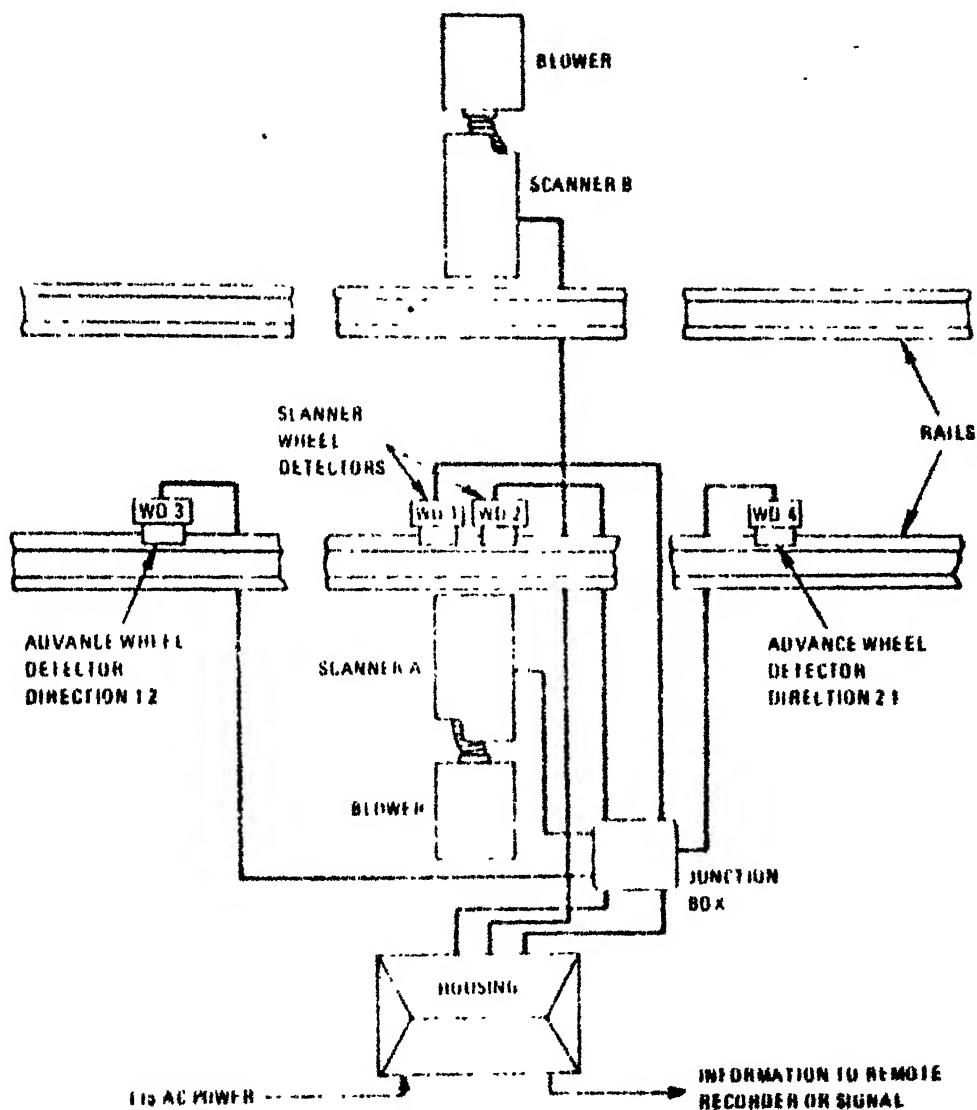 BLOWER
SCANNER B
SLANNER
WHEEL
DETECTORS
RAILS
WD 3
WD 1
WD 2
WD 4
ADVANCE WHEEL
DETECTOR
DIRECTION 1 2
SCANNER A
ADVANCE WHEEL
DETECTOR
DIRECTION 2 1
BLOWER
JUNCTION
BOX
HOUSING
115 AC POWER
INFORMATION TO REMOTE
RECORDER OR SIGNAL